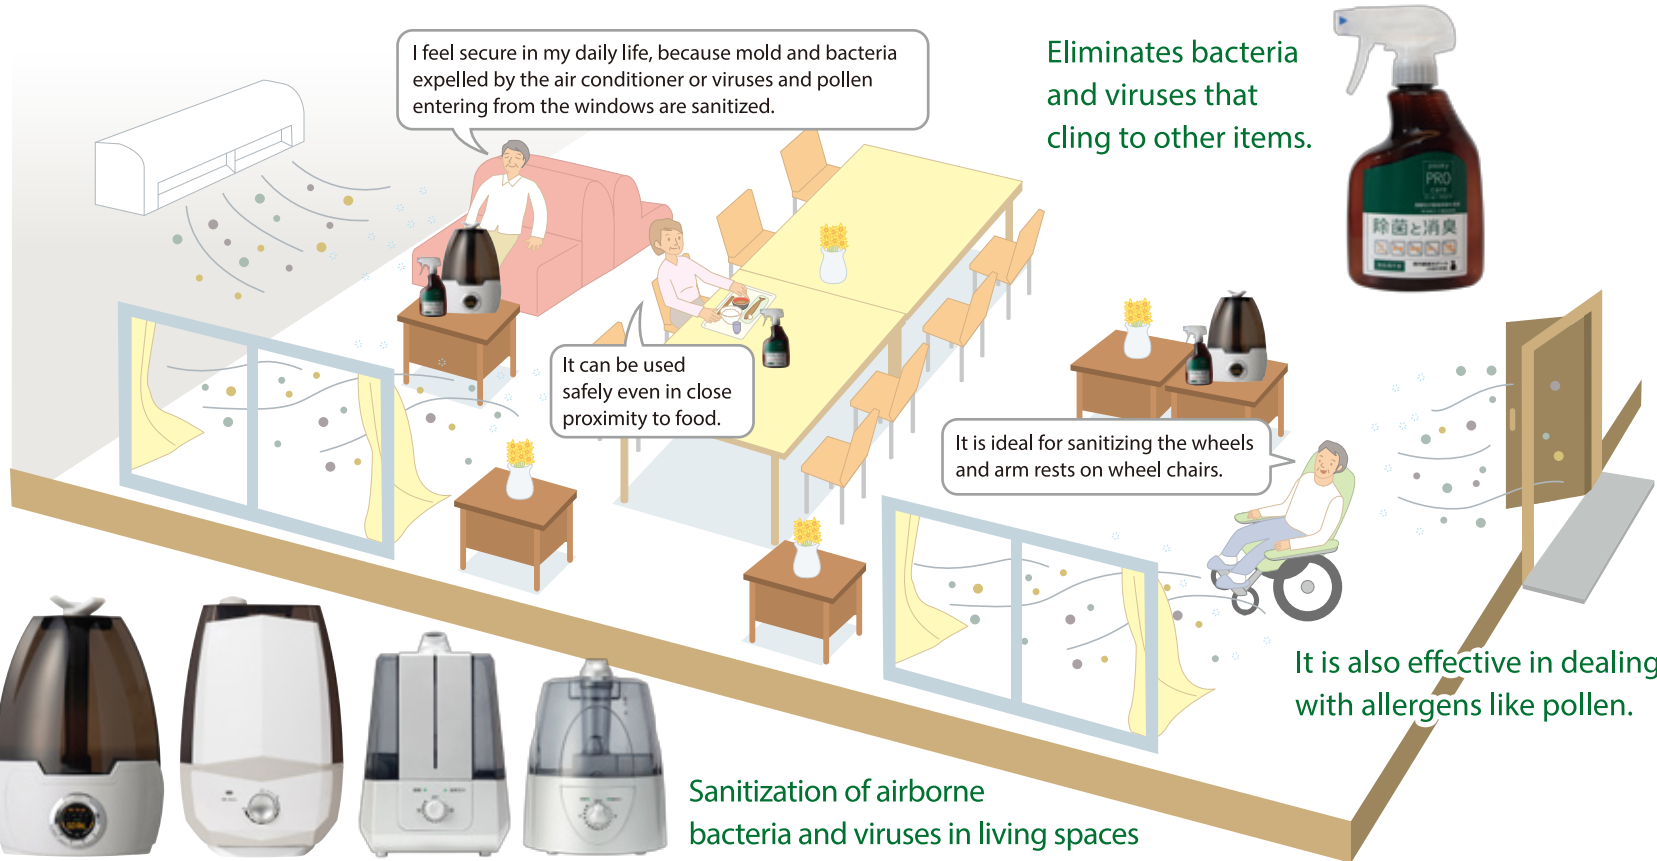 I feel secure in my daily life, because mold and bacteria
expelled by the air conditioner or viruses and pollen
entering from the windows are sanitized.
Eliminates bacteria
and viruses that
cling to other items.
PRO
除菌と消臭
It can be used
safely even in close
proximity to food.
It is ideal for sanitizing the wheels
and arm rests on wheel chairs.
It is also effective in dealing
with allergens like pollen.
Sanitization of airborne
bacteria and viruses in living spaces